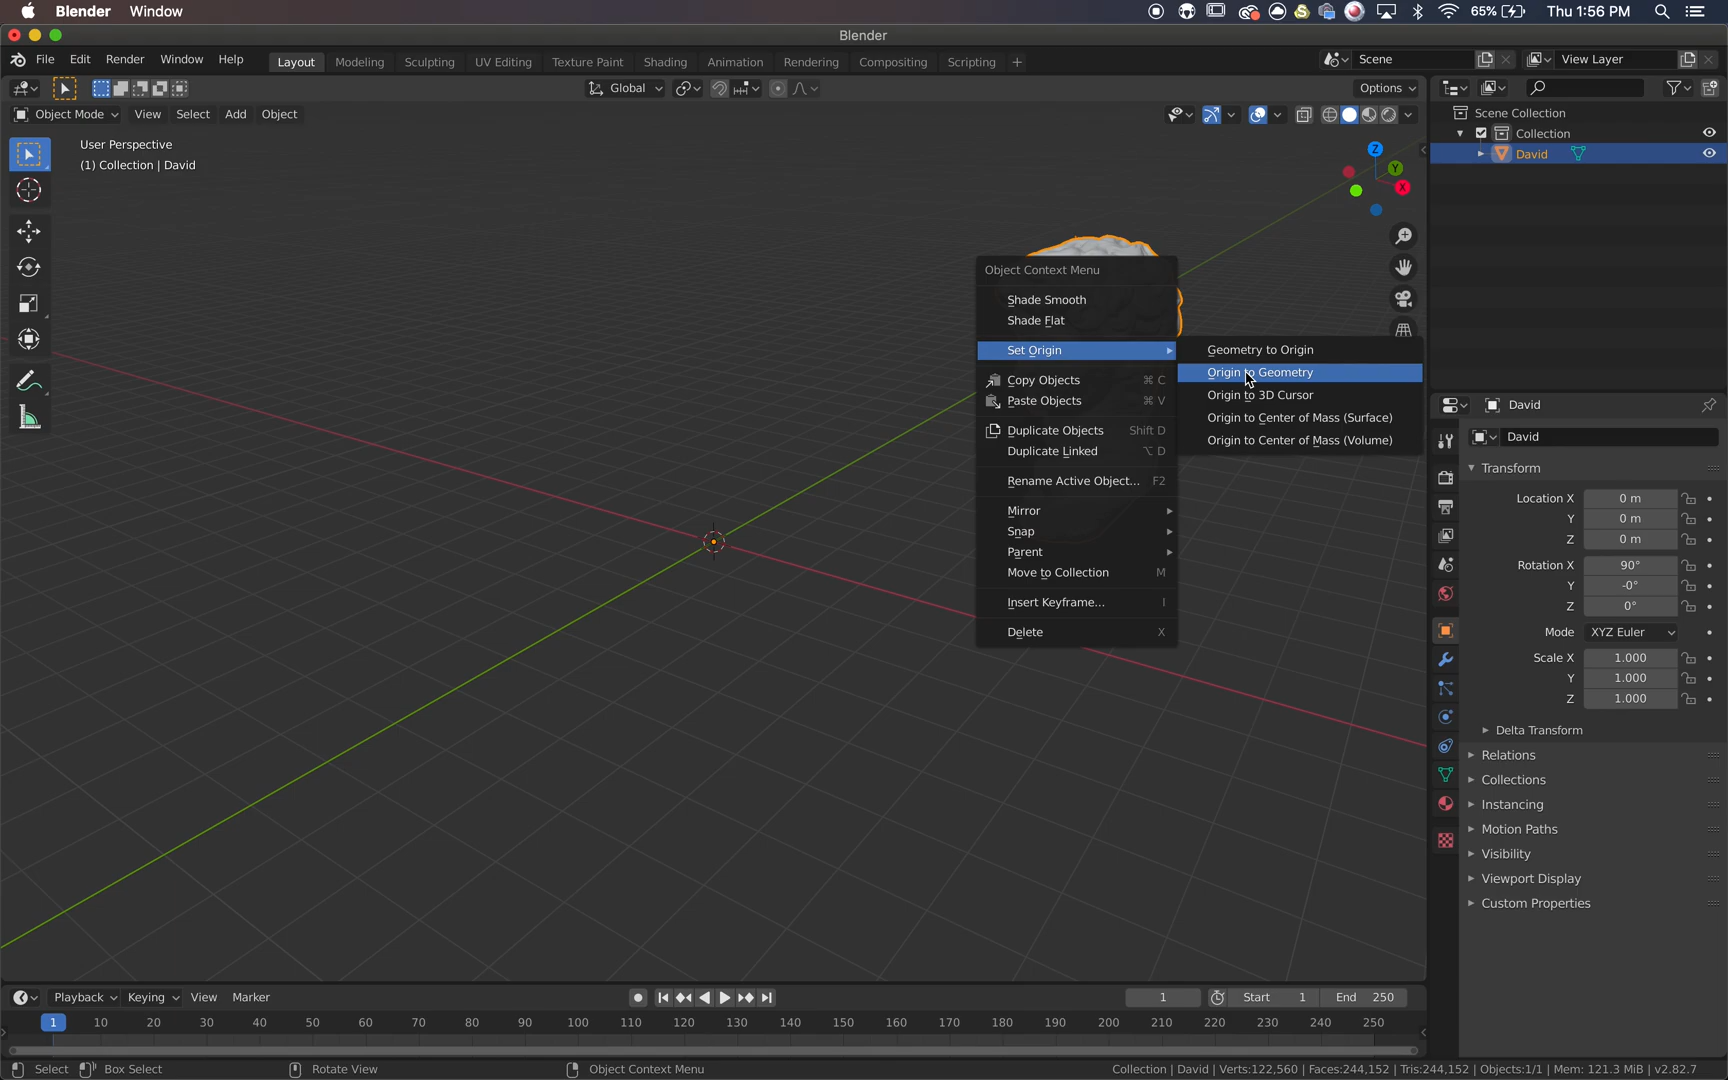 Blender Window 65% Thu 1:56 PM
Blender
File Edit Render Window Help Layout Modeling Sculpting UV Editing Texture Paint Shading Animation Rendering Compositing Scripting + Scene View Layer
Global Options
Object Mode View Select Add Object
User Perspective
(1) Collection | David
Z
Y
X
Object Context Menu
Shade Smooth
Shade Flat
Set Origin
Copy Objects ⌘ C
Paste Objects ⌘ V
Duplicate Objects Shift D
Duplicate Linked ⌥ D
Rename Active Object... F2
Mirror
Snap
Parent
Move to Collection M
Insert Keyframe... I
Delete X
Geometry to Origin
Origin to Geometry
Origin to 3D Cursor
Origin to Center of Mass (Surface)
Origin to Center of Mass (Volume)
Scene Collection
Collection
David
David
David
Transform
Location X 0 m
Y 0 m
Z 0 m
Rotation X 90°
Y -0°
Z 0°
Mode XYZ Euler
Scale X 1.000
Y 1.000
Z 1.000
Delta Transform
Relations
Collections
Instancing
Motion Paths
Visibility
Viewport Display
Custom Properties
Playback Keying View Marker 1 Start 1 End 250
1 10 20 30 40 50 60 70 80 90 100 110 120 130 140 150 160 170 180 190 200 210 220 230 240 250
Select Box Select Rotate View Object Context Menu Collection | David | Verts:122,560 | Faces:244,152 | Tris:244,152 | Objects:1/1 | Mem: 121.3 MiB | v2.82.7